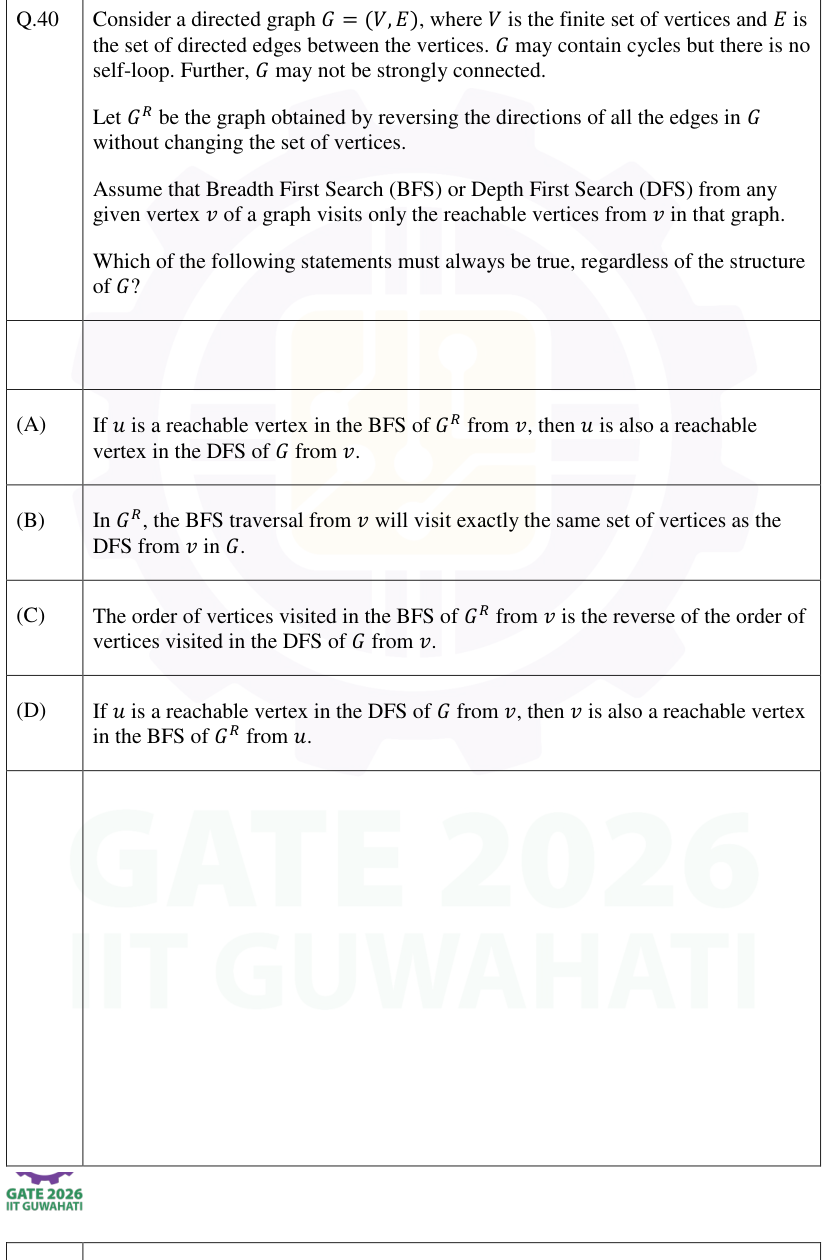 Q.40 Consider a directed graph G = (V, E), where V is the finite set of vertices and E is
the set of directed edges between the vertices. G may contain cycles but there is no
self-loop. Further, G may not be strongly connected.
Let Gᴿ be the graph obtained by reversing the directions of all the edges in G
without changing the set of vertices.
Assume that Breadth First Search (BFS) or Depth First Search (DFS) from any
given vertex v of a graph visits only the reachable vertices from v in that graph.
Which of the following statements must always be true, regardless of the structure
of G?
(A) If u is a reachable vertex in the BFS of Gᴿ from v, then u is also a reachable
vertex in the DFS of G from v.
(B) In Gᴿ, the BFS traversal from v will visit exactly the same set of vertices as the
DFS from v in G.
(C) The order of vertices visited in the BFS of Gᴿ from v is the reverse of the order of
vertices visited in the DFS of G from v.
(D) If u is a reachable vertex in the DFS of G from v, then v is also a reachable vertex
in the BFS of Gᴿ from u.
GATE 2026
IIT GUWAHATI
GATE 2026
IIT GUWAHATI